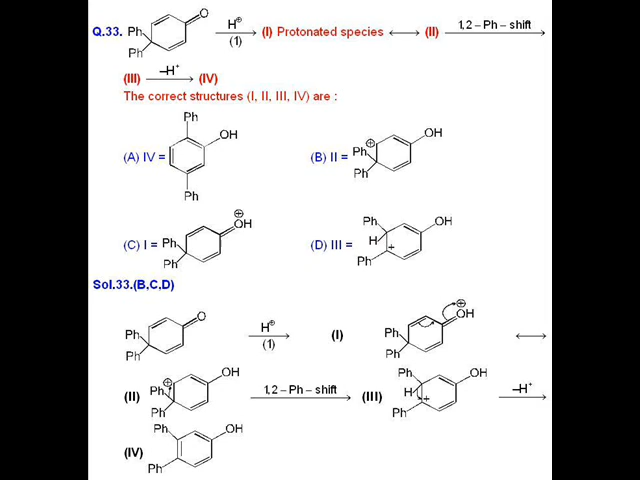 Q.33. Ph Ph O H⊕ (1) (I) Protonated species ⟷ (II) 1,2–Ph–shift
(III) –H⁺ (IV)
The correct structures (I, II, III, IV) are :
(A) IV = Ph OH Ph
(B) II = ⊕ OH Ph Ph
(C) I = ⊕ OH Ph Ph
(D) III = Ph H + Ph OH
Sol.33.(B,C,D)
Ph Ph O H⊕ (1) (I) Ph Ph ⊕ OH
(II) Ph Ph ⊕ OH 1,2–Ph–shift (III) Ph H + Ph OH –H⁺
(IV) Ph Ph OH